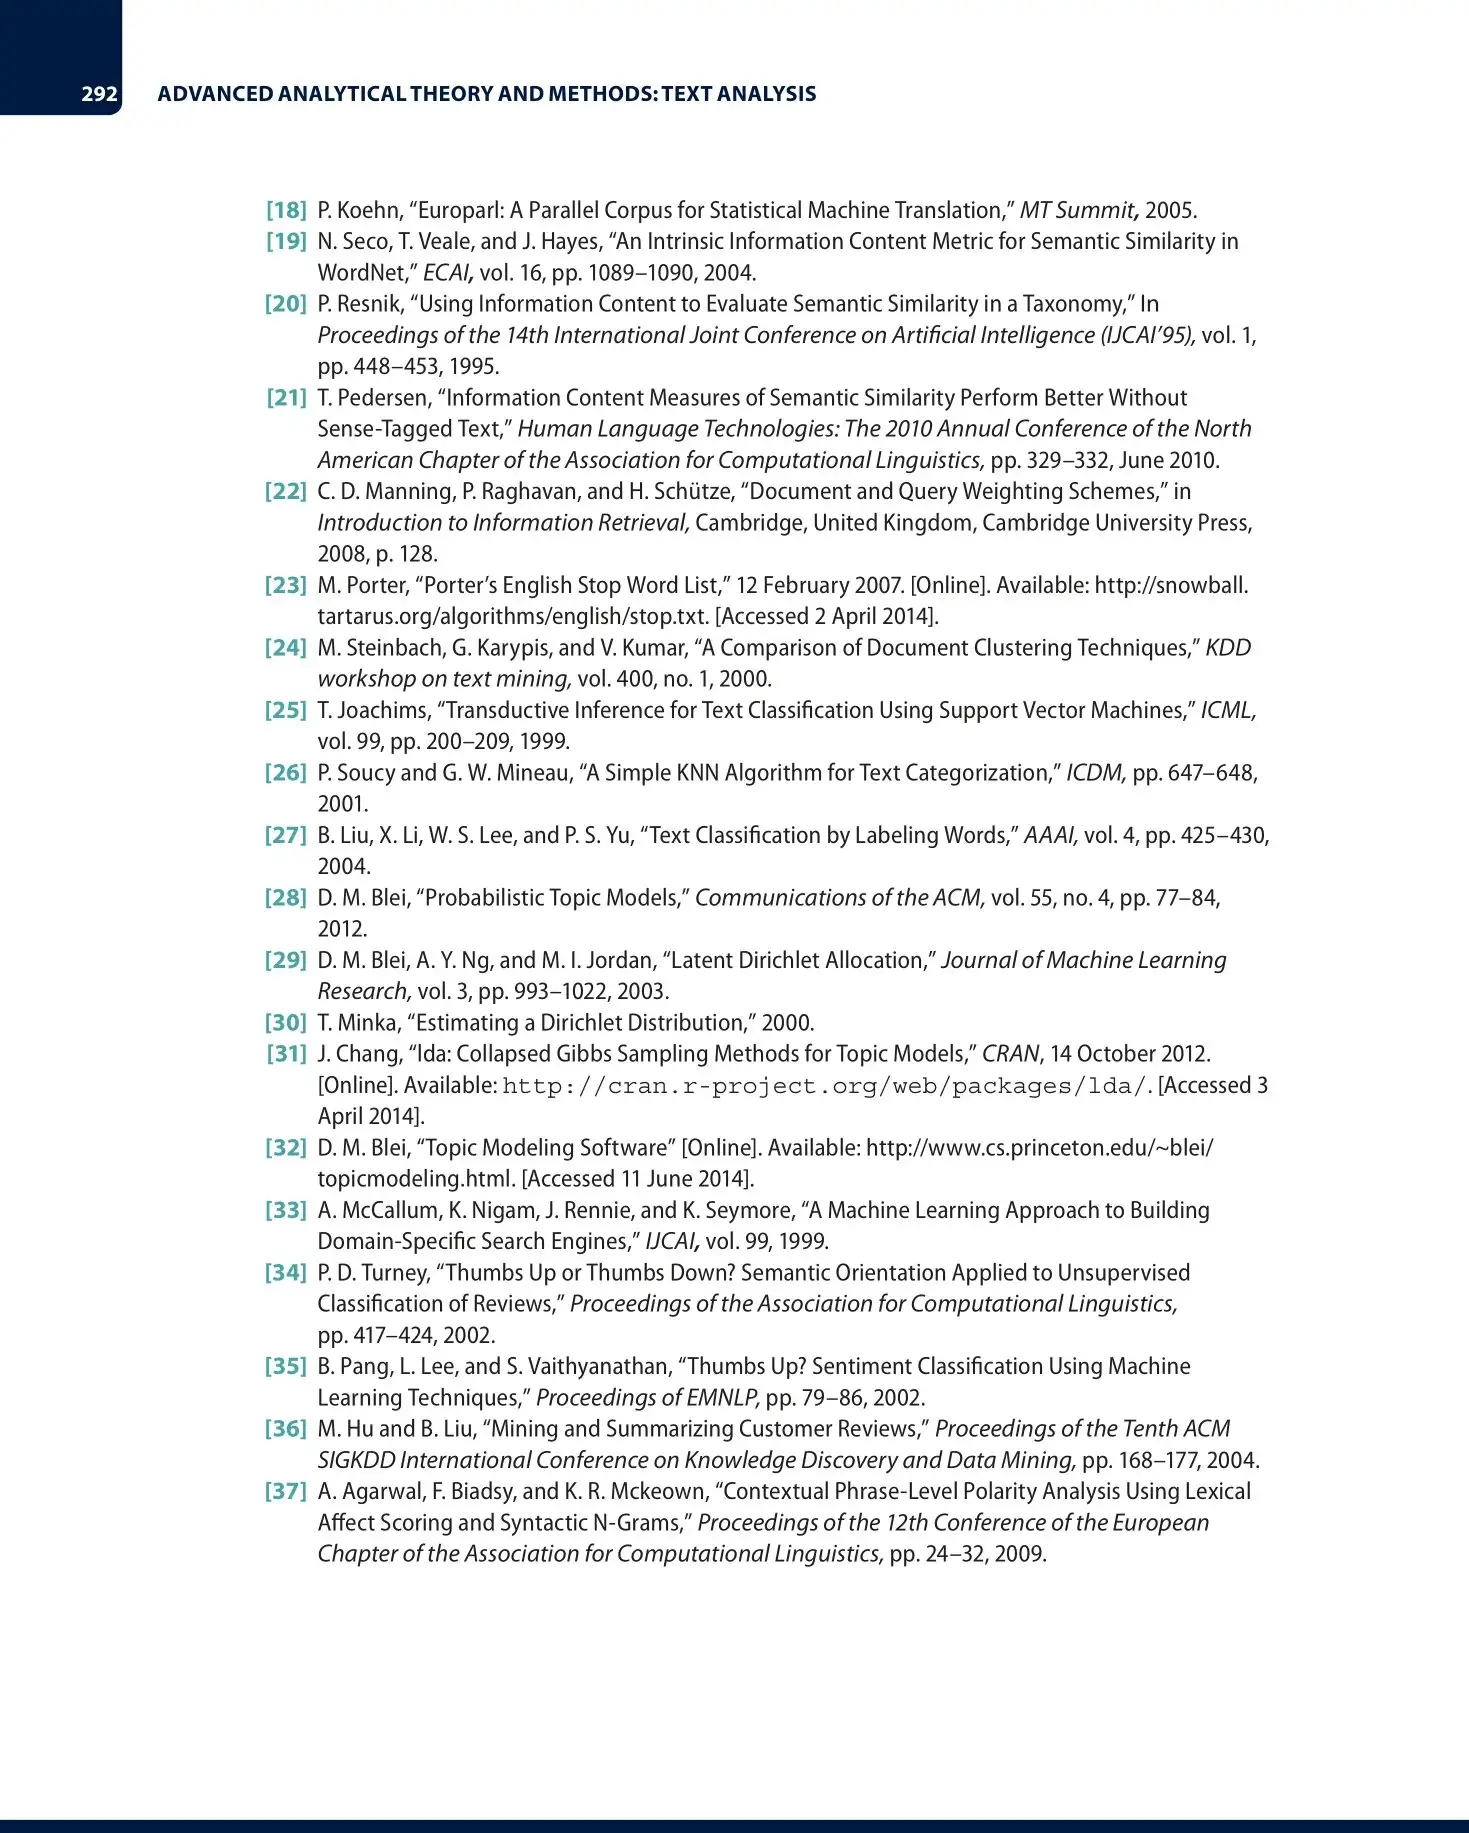 292 ADVANCED ANALYTICAL THEORY AND METHODS: TEXT ANALYSIS
[18] P. Koehn, “Europarl: A Parallel Corpus for Statistical Machine Translation,” MT Summit, 2005.
[19] N. Seco, T. Veale, and J. Hayes, “An Intrinsic Information Content Metric for Semantic Similarity in
WordNet,” ECAI, vol. 16, pp. 1089–1090, 2004.
[20] P. Resnik, “Using Information Content to Evaluate Semantic Similarity in a Taxonomy,” In
Proceedings of the 14th International Joint Conference on Artificial Intelligence (IJCAI’95), vol. 1,
pp. 448–453, 1995.
[21] T. Pedersen, “Information Content Measures of Semantic Similarity Perform Better Without
Sense-Tagged Text,” Human Language Technologies: The 2010 Annual Conference of the North
American Chapter of the Association for Computational Linguistics, pp. 329–332, June 2010.
[22] C. D. Manning, P. Raghavan, and H. Schütze, “Document and Query Weighting Schemes,” in
Introduction to Information Retrieval, Cambridge, United Kingdom, Cambridge University Press,
2008, p. 128.
[23] M. Porter, “Porter’s English Stop Word List,” 12 February 2007. [Online]. Available: http://snowball.
tartarus.org/algorithms/english/stop.txt. [Accessed 2 April 2014].
[24] M. Steinbach, G. Karypis, and V. Kumar, “A Comparison of Document Clustering Techniques,” KDD
workshop on text mining, vol. 400, no. 1, 2000.
[25] T. Joachims, “Transductive Inference for Text Classification Using Support Vector Machines,” ICML,
vol. 99, pp. 200–209, 1999.
[26] P. Soucy and G. W. Mineau, “A Simple KNN Algorithm for Text Categorization,” ICDM, pp. 647–648,
2001.
[27] B. Liu, X. Li, W. S. Lee, and P. S. Yu, “Text Classification by Labeling Words,” AAAI, vol. 4, pp. 425–430,
2004.
[28] D. M. Blei, “Probabilistic Topic Models,” Communications of the ACM, vol. 55, no. 4, pp. 77–84,
2012.
[29] D. M. Blei, A. Y. Ng, and M. I. Jordan, “Latent Dirichlet Allocation,” Journal of Machine Learning
Research, vol. 3, pp. 993–1022, 2003.
[30] T. Minka, “Estimating a Dirichlet Distribution,” 2000.
[31] J. Chang, “lda: Collapsed Gibbs Sampling Methods for Topic Models,” CRAN, 14 October 2012.
[Online]. Available: http://cran.r-project.org/web/packages/lda/. [Accessed 3
April 2014].
[32] D. M. Blei, “Topic Modeling Software” [Online]. Available: http://www.cs.princeton.edu/~blei/
topicmodeling.html. [Accessed 11 June 2014].
[33] A. McCallum, K. Nigam, J. Rennie, and K. Seymore, “A Machine Learning Approach to Building
Domain-Specific Search Engines,” IJCAI, vol. 99, 1999.
[34] P. D. Turney, “Thumbs Up or Thumbs Down? Semantic Orientation Applied to Unsupervised
Classification of Reviews,” Proceedings of the Association for Computational Linguistics,
pp. 417–424, 2002.
[35] B. Pang, L. Lee, and S. Vaithyanathan, “Thumbs Up? Sentiment Classification Using Machine
Learning Techniques,” Proceedings of EMNLP, pp. 79–86, 2002.
[36] M. Hu and B. Liu, “Mining and Summarizing Customer Reviews,” Proceedings of the Tenth ACM
SIGKDD International Conference on Knowledge Discovery and Data Mining, pp. 168–177, 2004.
[37] A. Agarwal, F. Biadsy, and K. R. Mckeown, “Contextual Phrase-Level Polarity Analysis Using Lexical
Affect Scoring and Syntactic N-Grams,” Proceedings of the 12th Conference of the European
Chapter of the Association for Computational Linguistics, pp. 24–32, 2009.